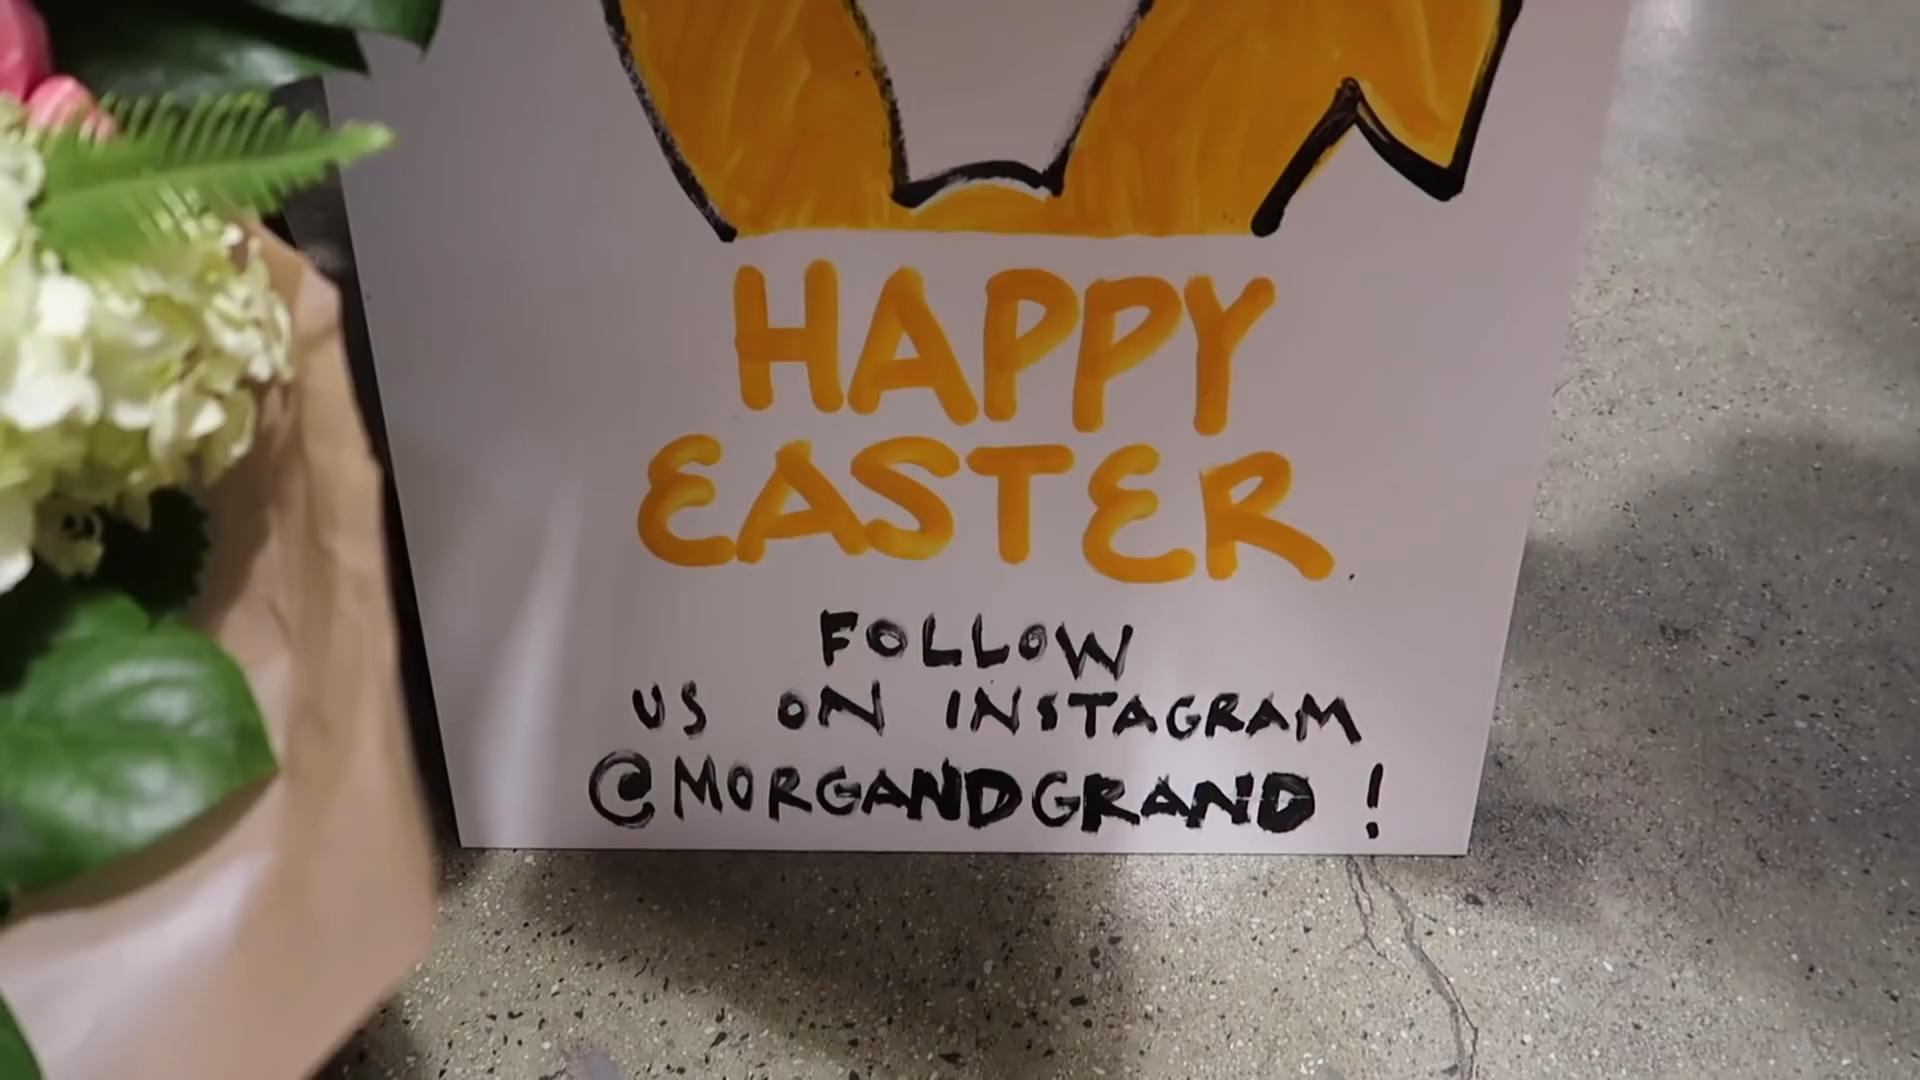 HAPPY
EASTER
FOLLOW
US ON INSTAGRAM
@MORGANDGRAND !